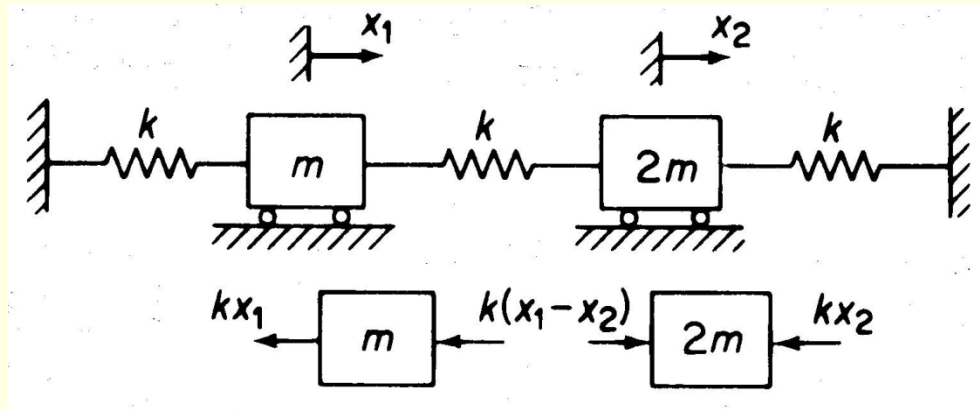 x₁ x₂
k k k
m 2m
kx₁ k(x₁−x₂) kx₂
m 2m